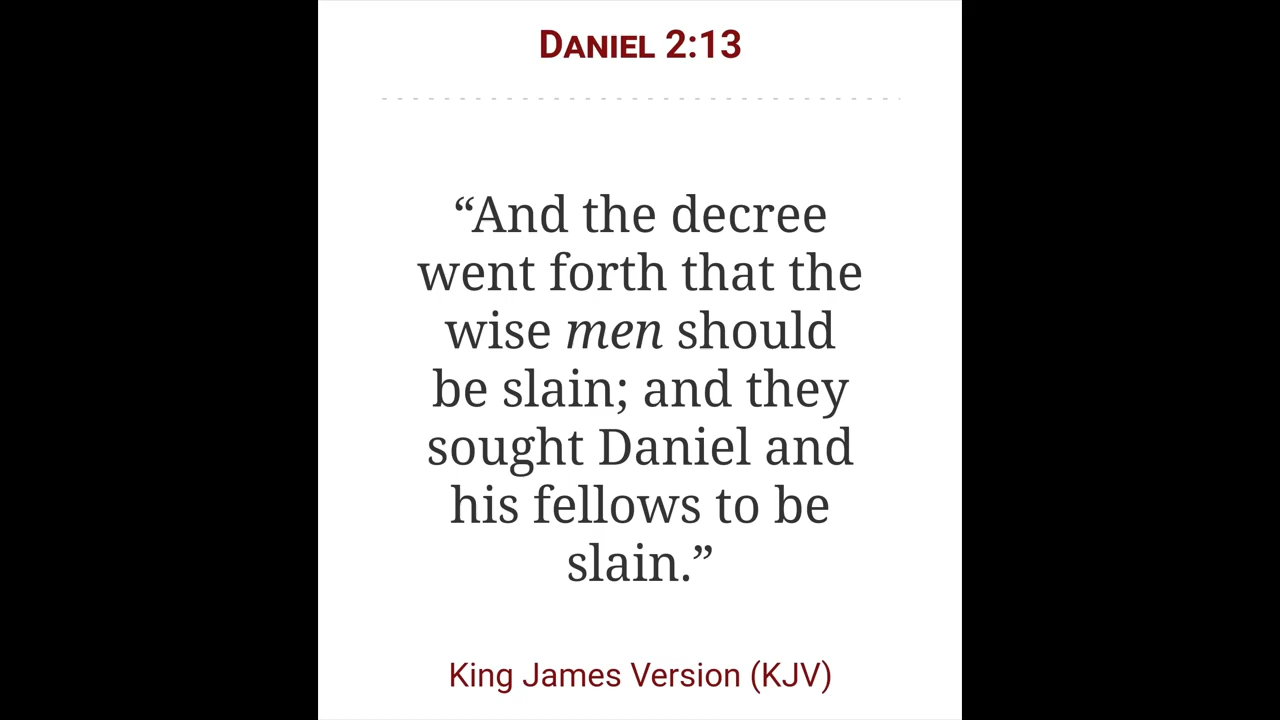 DANIEL 2:13
“And the decree
went forth that the
wise men should
be slain; and they
sought Daniel and
his fellows to be
slain.”
King James Version (KJV)